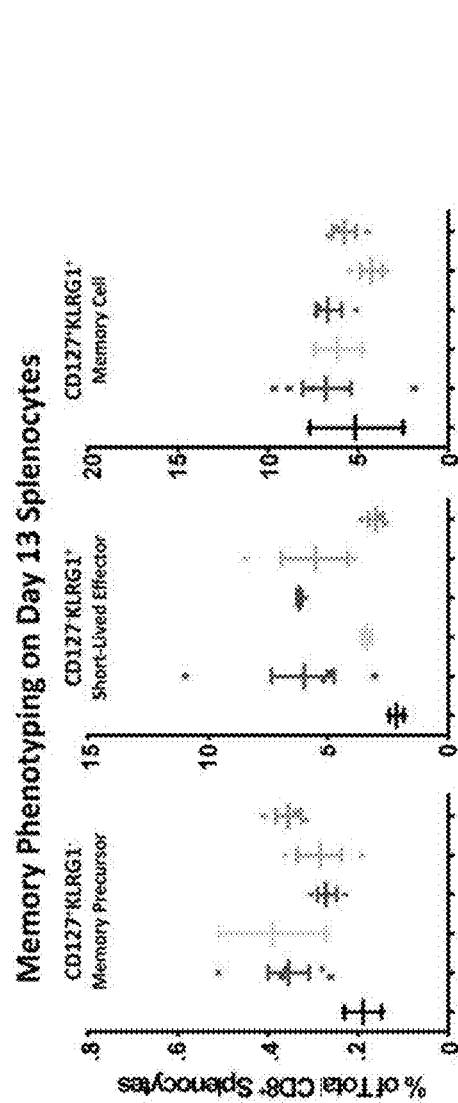 Memory Phenotyping on Day 13 Splenocytes
% of Total CD8⁺ Splenocytes
CD127⁺KLRG1⁻
Memory Precursor
.8
6
.4
.2
0
CD127⁻KLRG1⁺
Short-Lived Effector
15
10
5
0
CD127⁺KLRG1⁺
Memory Cell
20
15
10
5
0